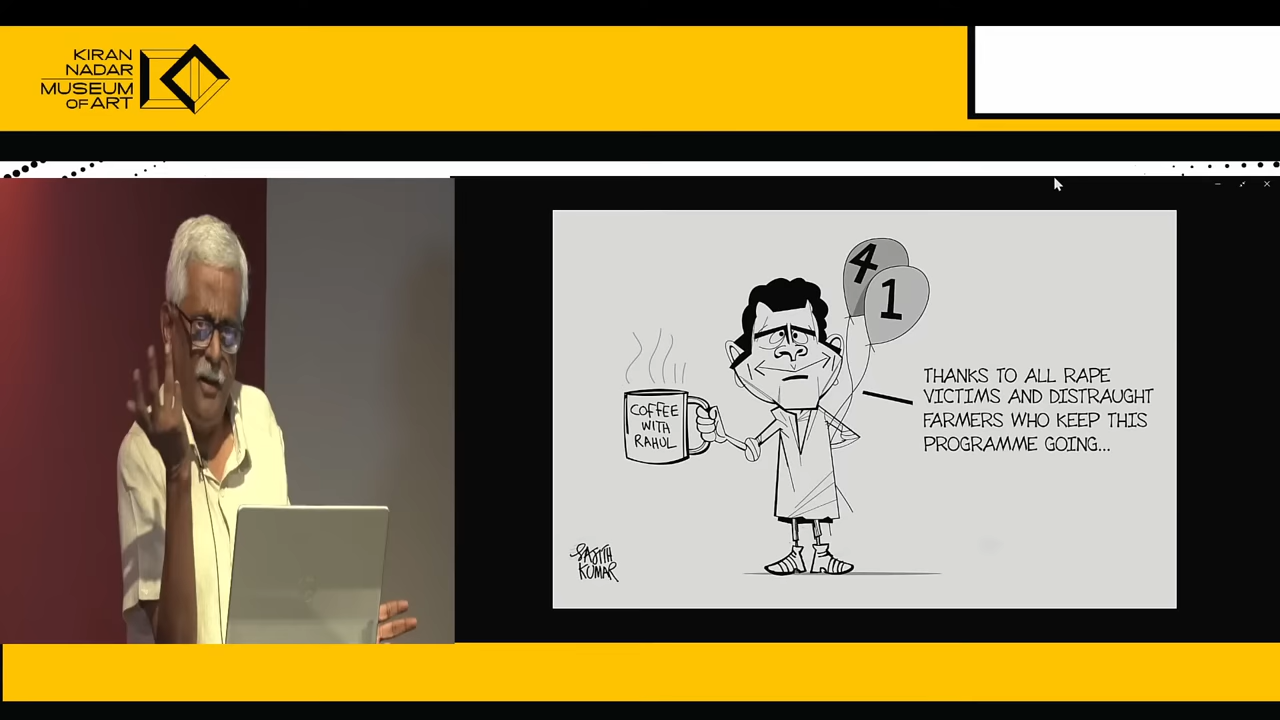 KIRAN
NADAR
MUSEUM
OF ART
4
1
COFFEE
WITH
RAHUL
THANKS TO ALL RAPE
VICTIMS AND DISTRAUGHT
FARMERS WHO KEEP THIS
PROGRAMME GOING...
SAJITH
KUMAR